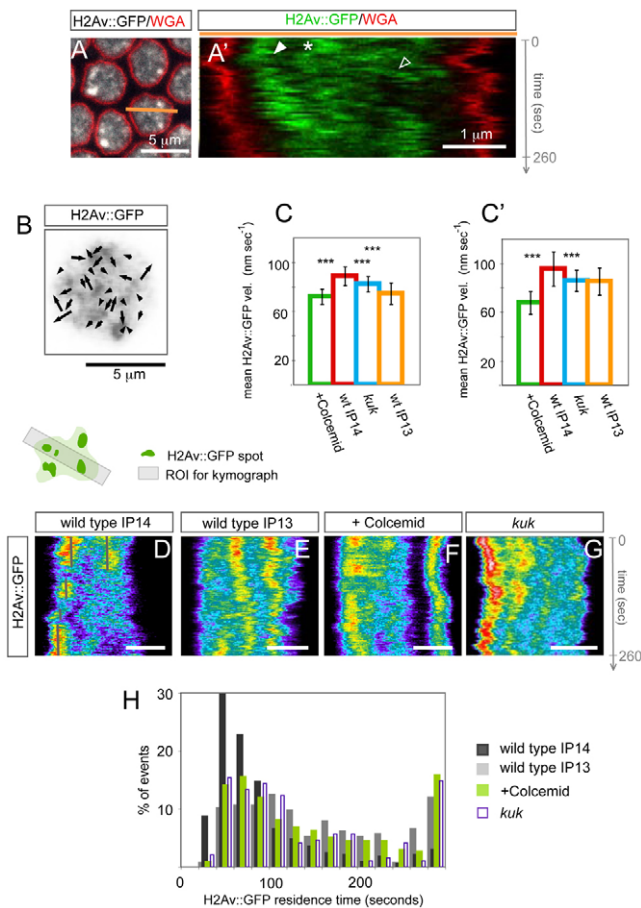 H2Av::GFP/WGA
H2Av::GFP/WGA
A
5 µm
A'
0
time (sec)
260
1 µm
*
B
H2Av::GFP
5 µm
C
mean H2Av::GFP vel. (nm sec⁻¹)
100
60
20
***
***
***
+Colcemid
wt IP14
kuk
wt IP13
C'
mean H2Av::GFP vel. (nm sec⁻¹)
100
60
20
***
***
+Colcemid
wt IP14
kuk
wt IP13
H2Av::GFP spot
ROI for kymograph
wild type IP14
wild type IP13
+ Colcemid
kuk
H2Av::GFP
D
E
F
G
0
time (sec)
260
H
% of events
30
20
10
0
100
200
H2Av::GFP residence time (seconds)
wild type IP14
wild type IP13
+Colcemid
kuk